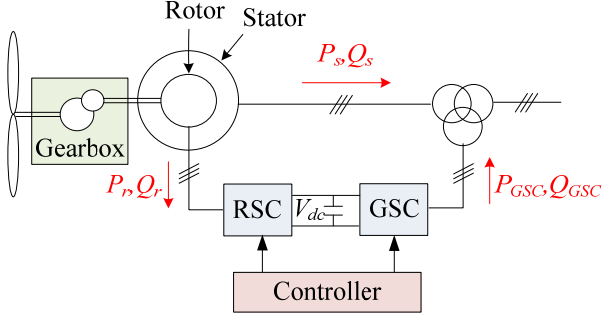 Rotor
Stator
Ps,Qs
Gearbox
Pr,Qr
RSC
Vdc
GSC
PGSC,QGSC
Controller